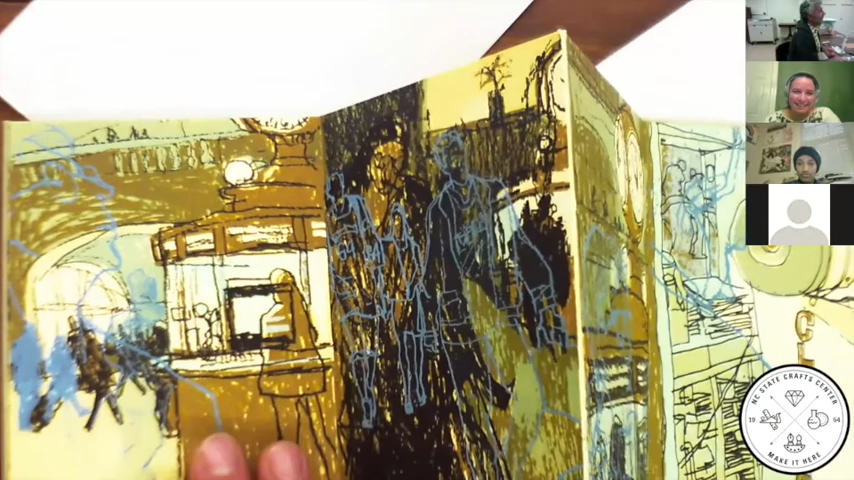 NC STATE CRAFTS CENTER
19 64
MAKE IT HERE